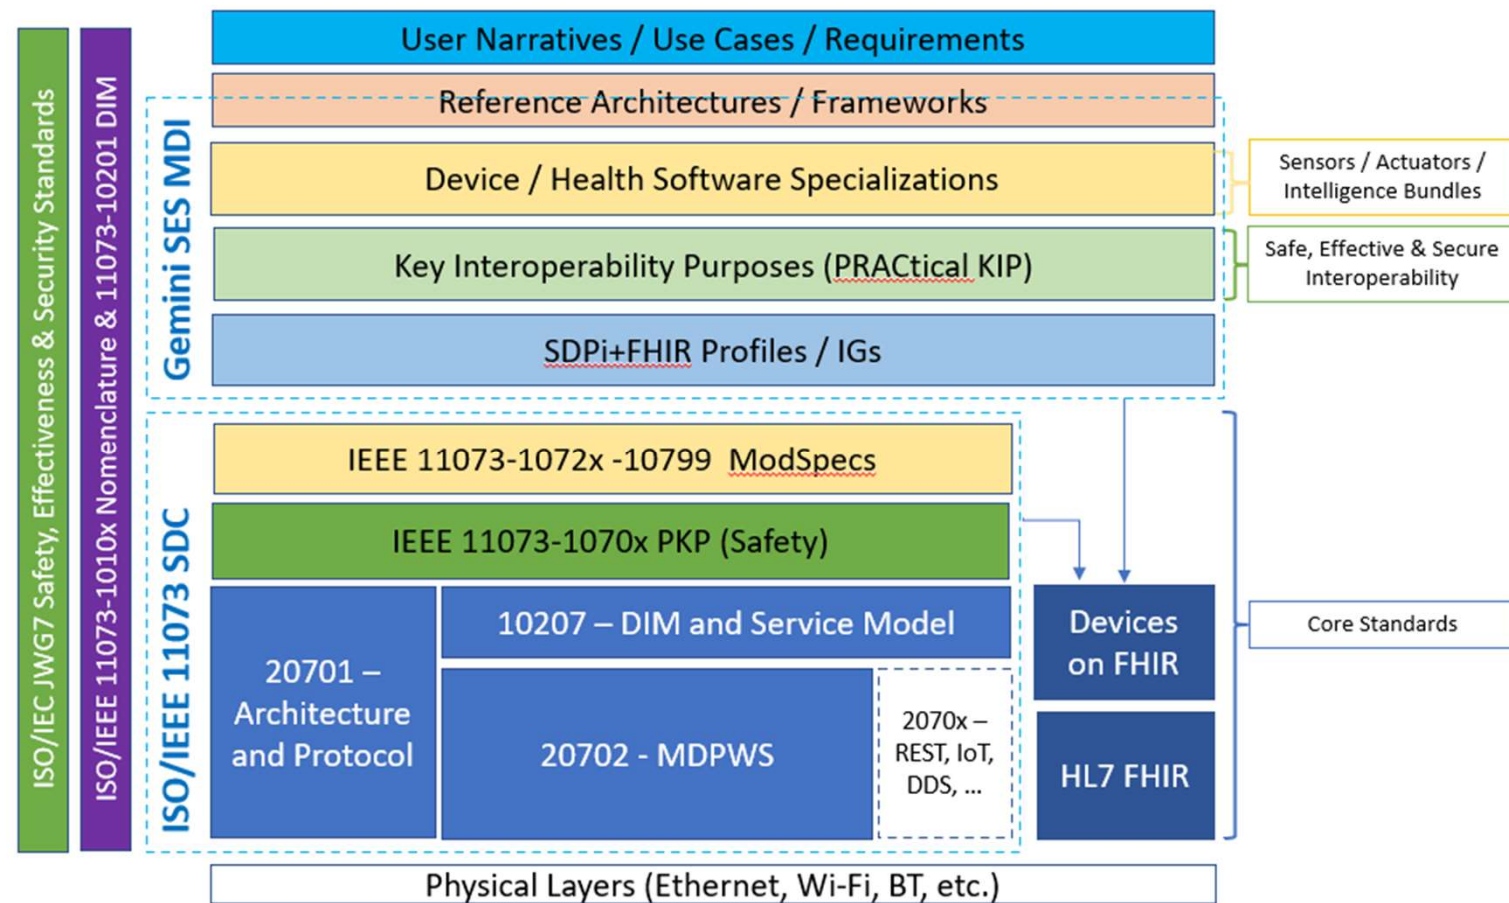 ISO/IEC JWG7 Safety, Effectiveness & Security Standards
ISO/IEEE 11073-1010x Nomenclature & 11073-10201 DIM
User Narratives / Use Cases / Requirements
Gemini SES MDI
Reference Architectures / Frameworks
Device / Health Software Specializations
Sensors / Actuators /
Intelligence Bundles
Key Interoperability Purposes (PRACtical KIP)
Safe, Effective & Secure
Interoperability
SDPi+FHIR Profiles / IGs
ISO/IEEE 11073 SDC
IEEE 11073-1072x -10799 ModSpecs
IEEE 11073-1070x PKP (Safety)
20701 –
Architecture
and Protocol
10207 – DIM and Service Model
20702 - MDPWS
2070x –
REST, IoT,
DDS, ...
Devices
on FHIR
HL7 FHIR
Core Standards
Physical Layers (Ethernet, Wi-Fi, BT, etc.)